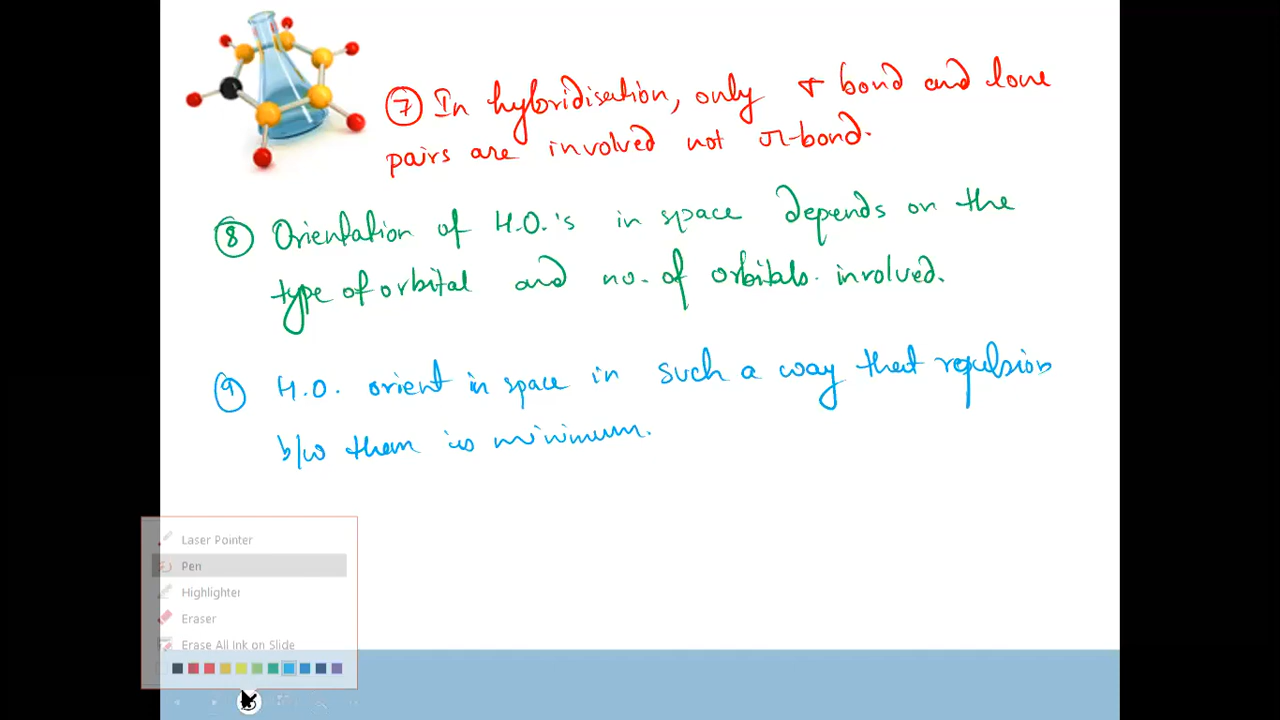 ⑦ In hybridisation, only σ bond and lone
pairs are involved not π-bond.
⑧ Orientation of H.O.'s in space depends on the
type of orbital and no. of orbitals involved.
⑨ H.O. orient in space in such a way that repulsion
b/w them is minimum.
Laser Pointer
Pen
Highlighter
Eraser
Erase All Ink on Slide